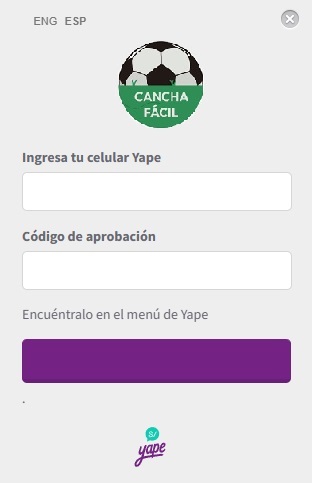 ENG ESP
CANCHA
FÁCIL
Ingresa tu celular Yape
Código de aprobación
Encuéntralo en el menú de Yape
.
S/
yape